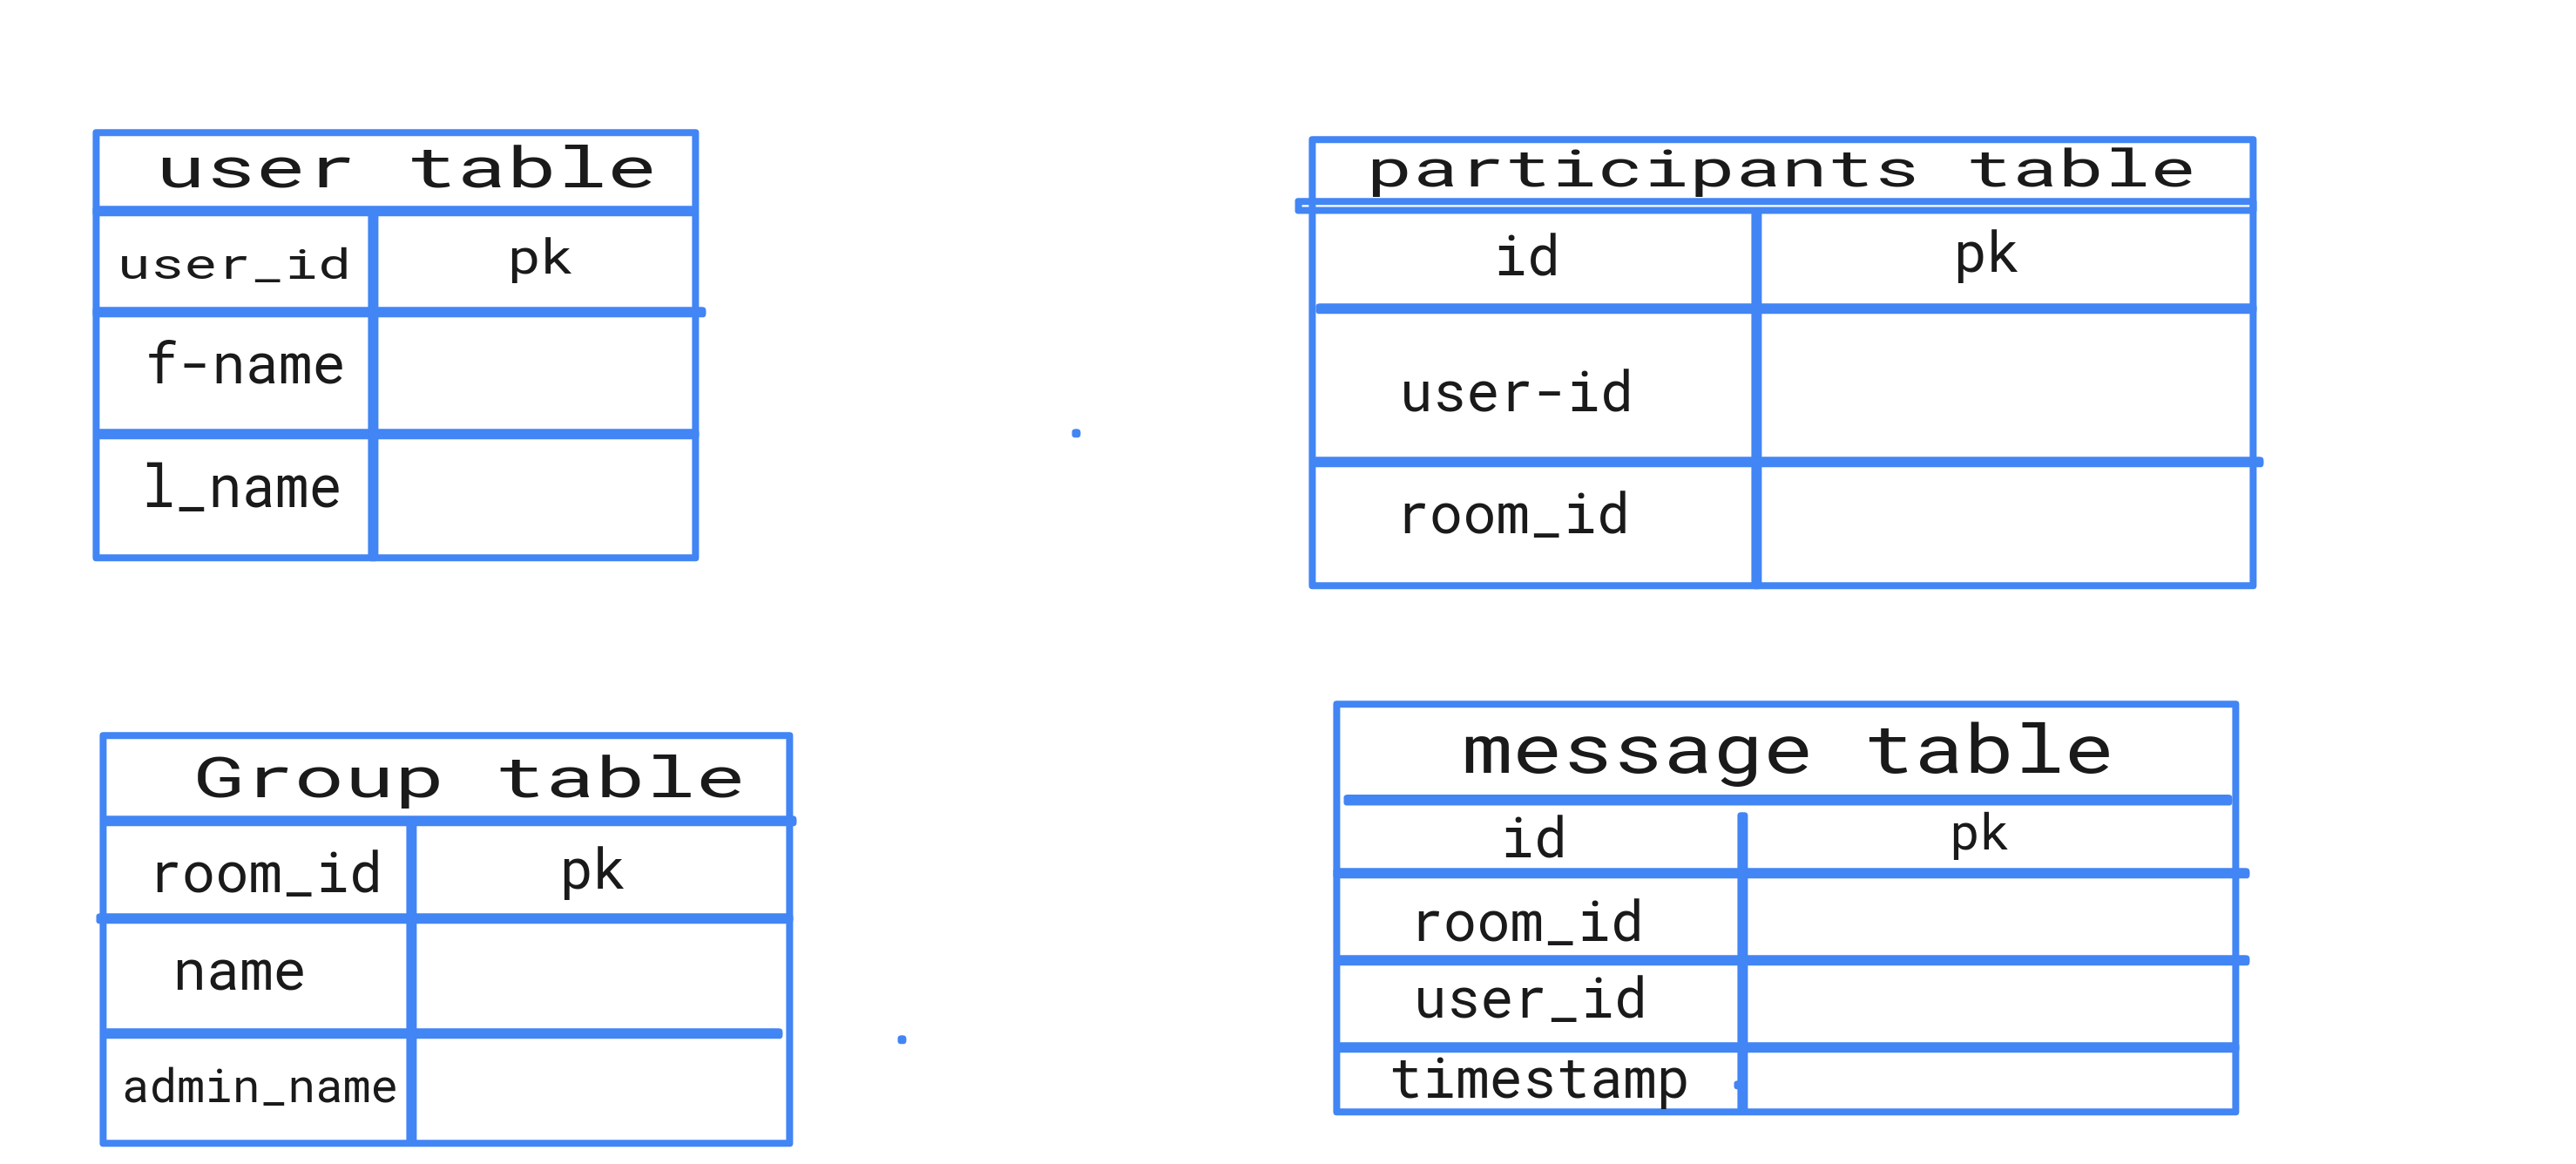 user table
user_id pk
f-name
l_name
participants table
id pk
user-id
room_id
Group table
room_id pk
name
admin_name
message table
id pk
room_id
user_id
timestamp